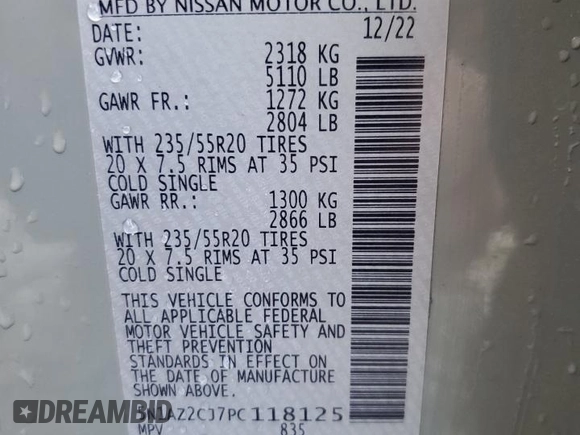 MFD BY NISSAN MOTOR CO., LTD.
DATE: 12/22
GVWR: 2318 KG
5110 LB
GAWR FR.: 1272 KG
2804 LB
WITH 235/55R20 TIRES
20 X 7.5 RIMS AT 35 PSI
COLD SINGLE
GAWR RR.: 1300 KG
2866 LB
WITH 235/55R20 TIRES
20 X 7.5 RIMS AT 35 PSI
COLD SINGLE
THIS VEHICLE CONFORMS TO
ALL APPLICABLE FEDERAL
MOTOR VEHICLE SAFETY AND
THEFT PREVENTION
STANDARDS IN EFFECT ON
THE DATE OF MANUFACTURE
SHOWN ABOVE.
5N1AZ2CJ7PC118125
MPV 835
FAXVIN.COM